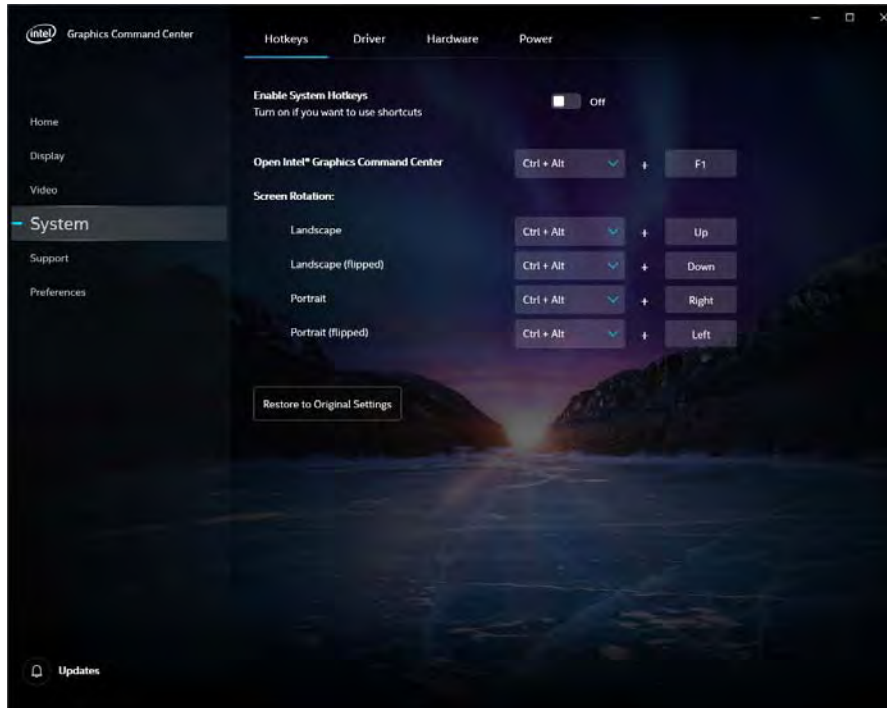 intel Graphics Command Center
Hotkeys Driver Hardware Power
Home
Display
Video
System
Support
Preferences
Enable System Hotkeys Off
Turn on if you want to use shortcuts
Open Intel® Graphics Command Center Ctrl + Alt + F1
Screen Rotation:
Landscape Ctrl + Alt + Up
Landscape (flipped) Ctrl + Alt + Down
Portrait Ctrl + Alt + Right
Portrait (flipped) Ctrl + Alt + Left
Restore to Original Settings
Updates